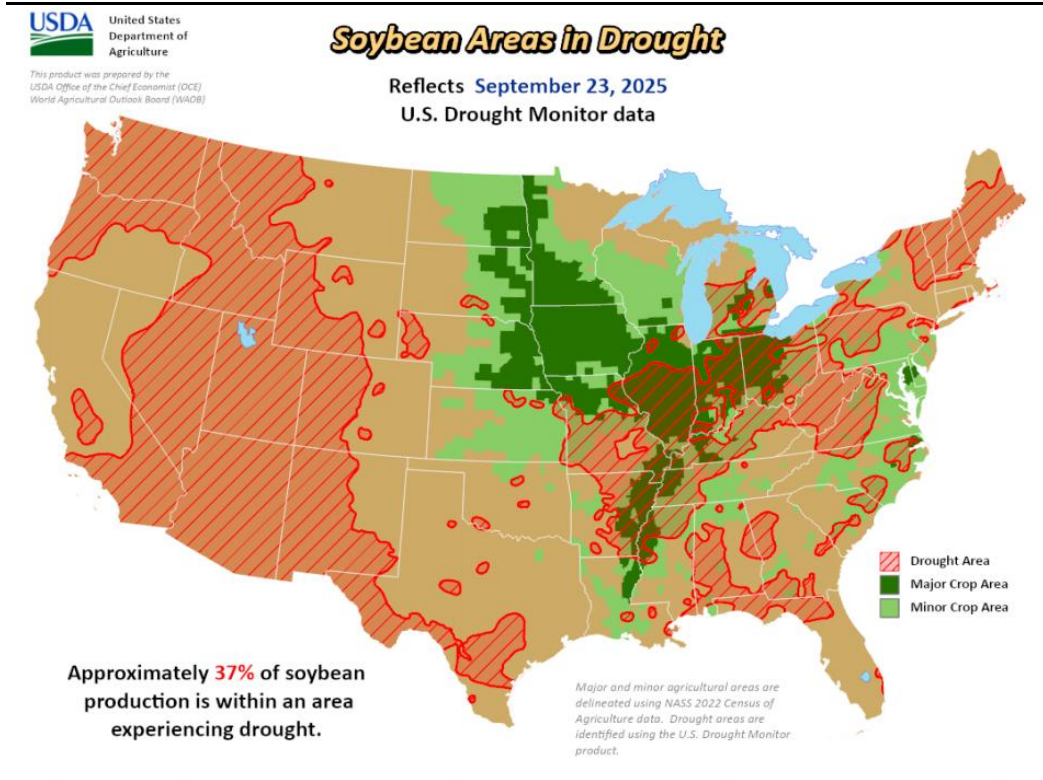 USDA
United States
Department of
Agriculture
This product was prepared by the
USDA Office of the Chief Economist (OCE)
World Agricultural Outlook Board (WAOB)
Soybean Areas in Drought
Reflects September 23, 2025
U.S. Drought Monitor data
Drought Area
Major Crop Area
Minor Crop Area
Approximately 37% of soybean
production is within an area
experiencing drought.
Major and minor agricultural areas are
delineated using NASS 2022 Census of
Agriculture data. Drought areas are
identified using the U.S. Drought Monitor
product.